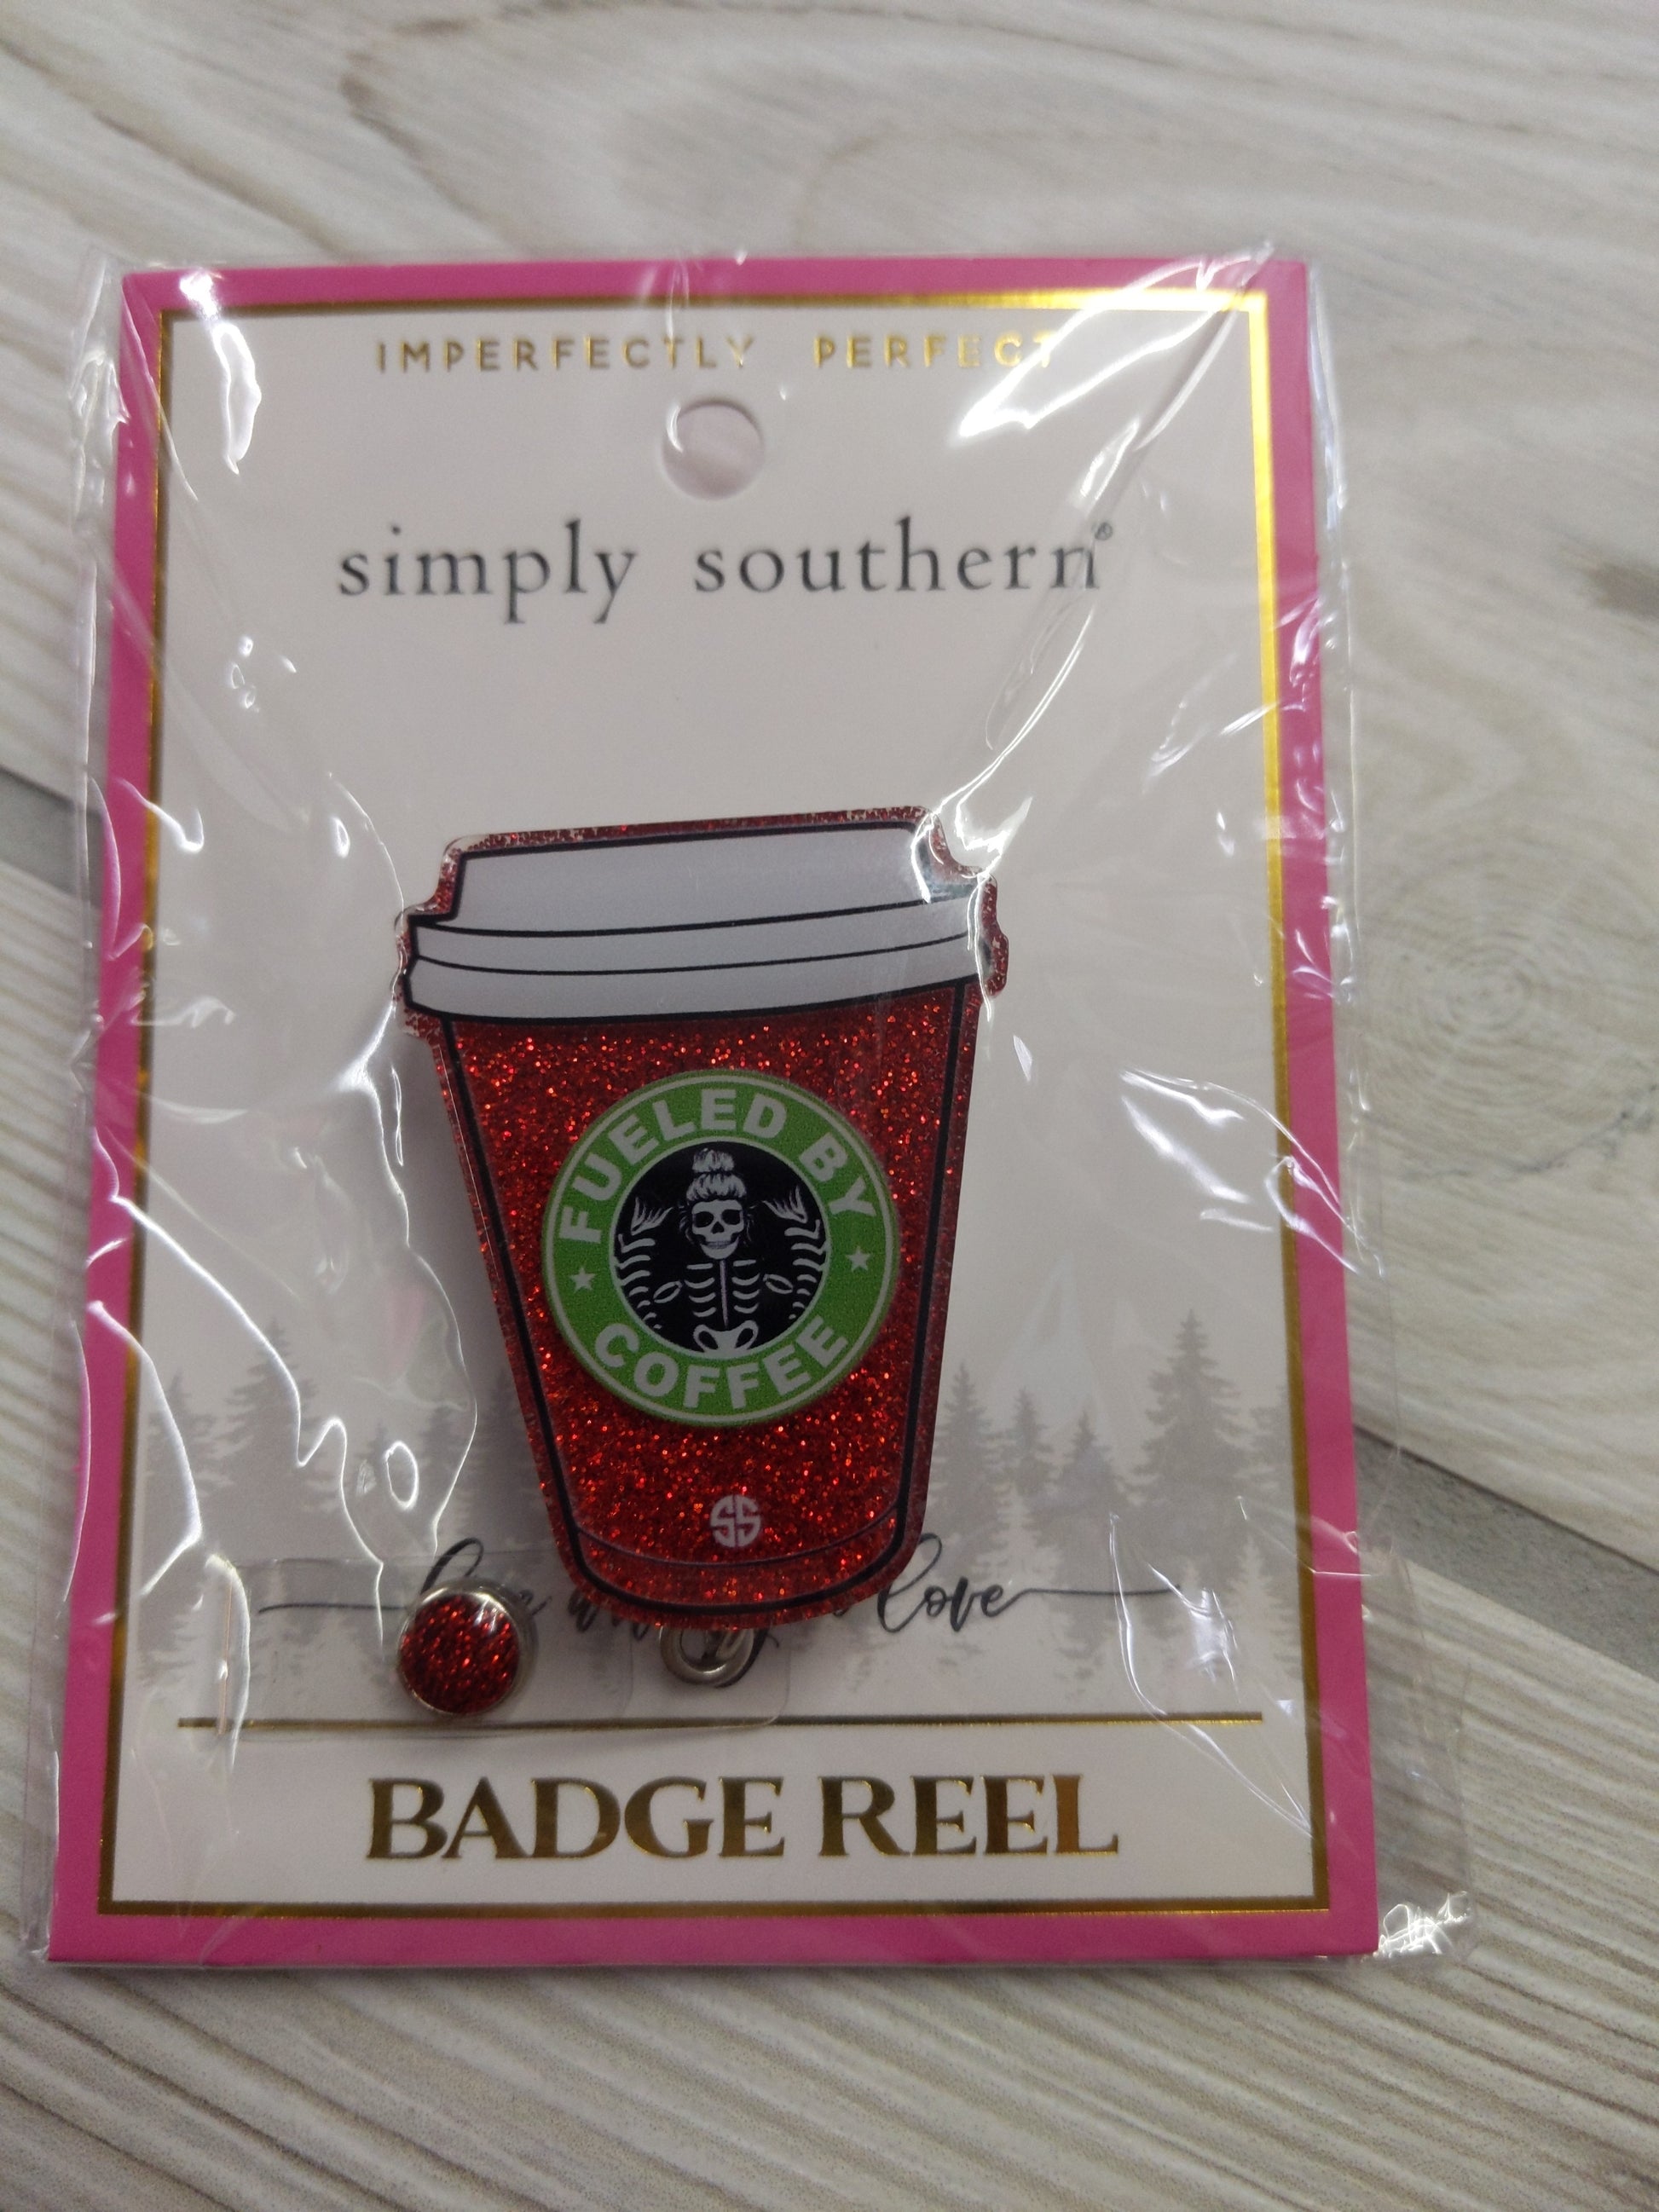 IMPERFECTLY PERFECT
simply southern®
FUELED BY
COFFEE
SS
love
BADGE REEL